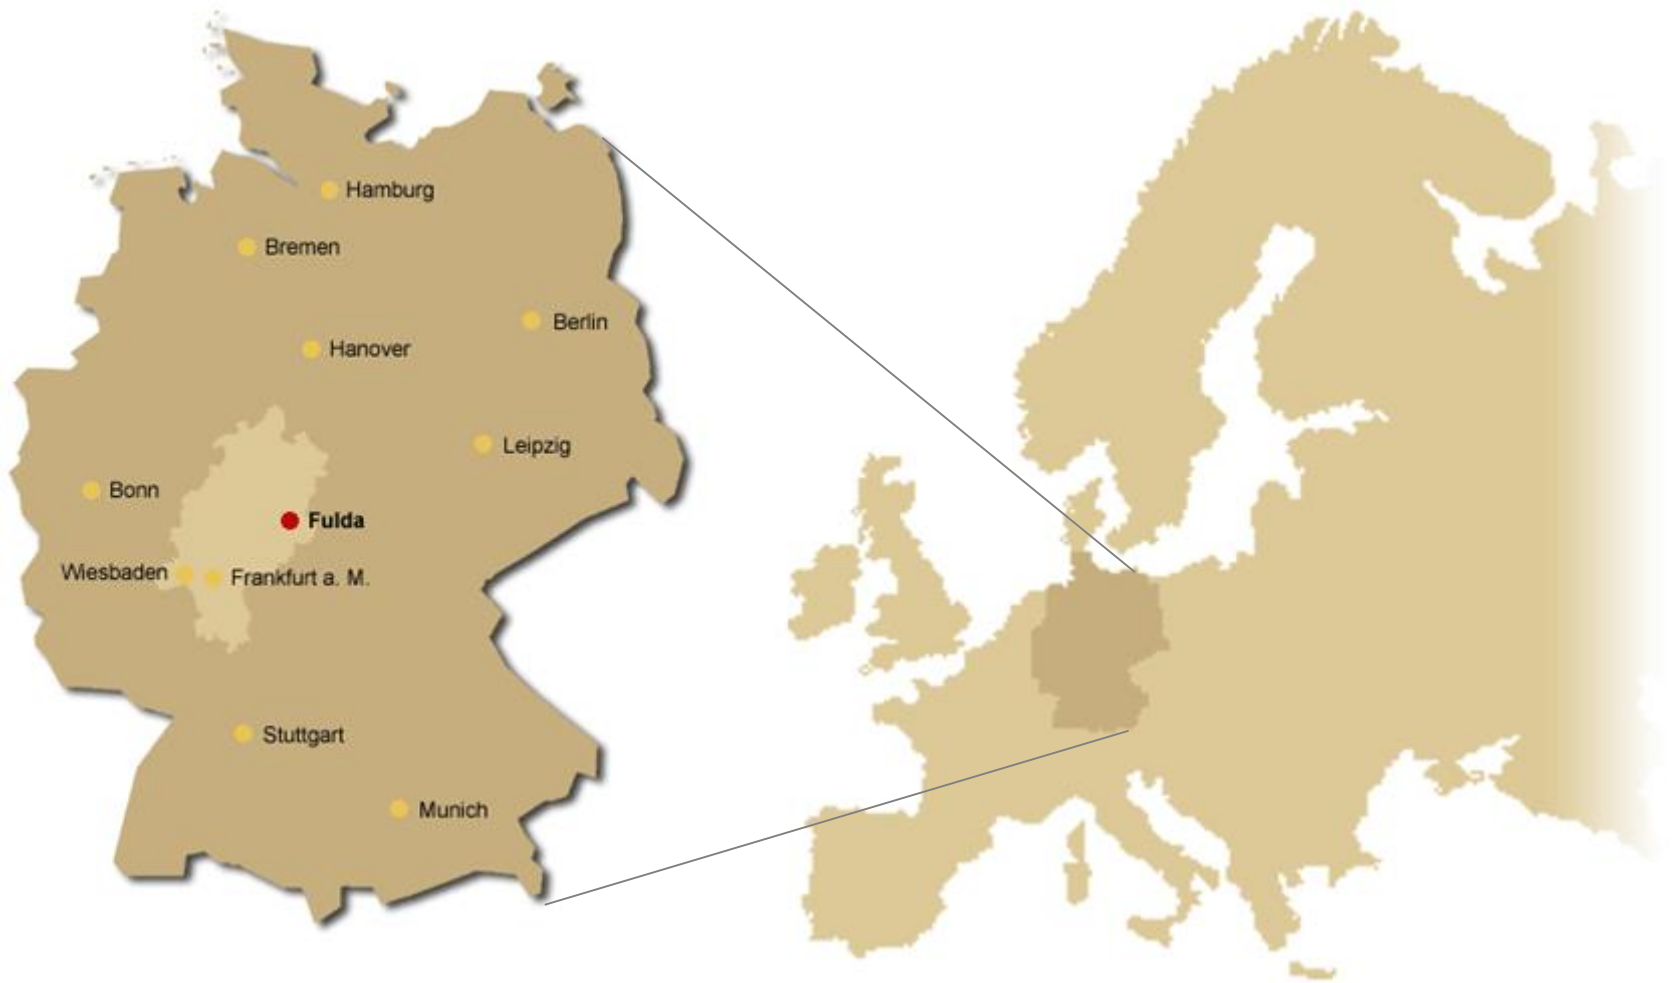 Hamburg
Bremen
Berlin
Hanover
Leipzig
Bonn
Fulda
Wiesbaden
Frankfurt a. M.
Stuttgart
Munich